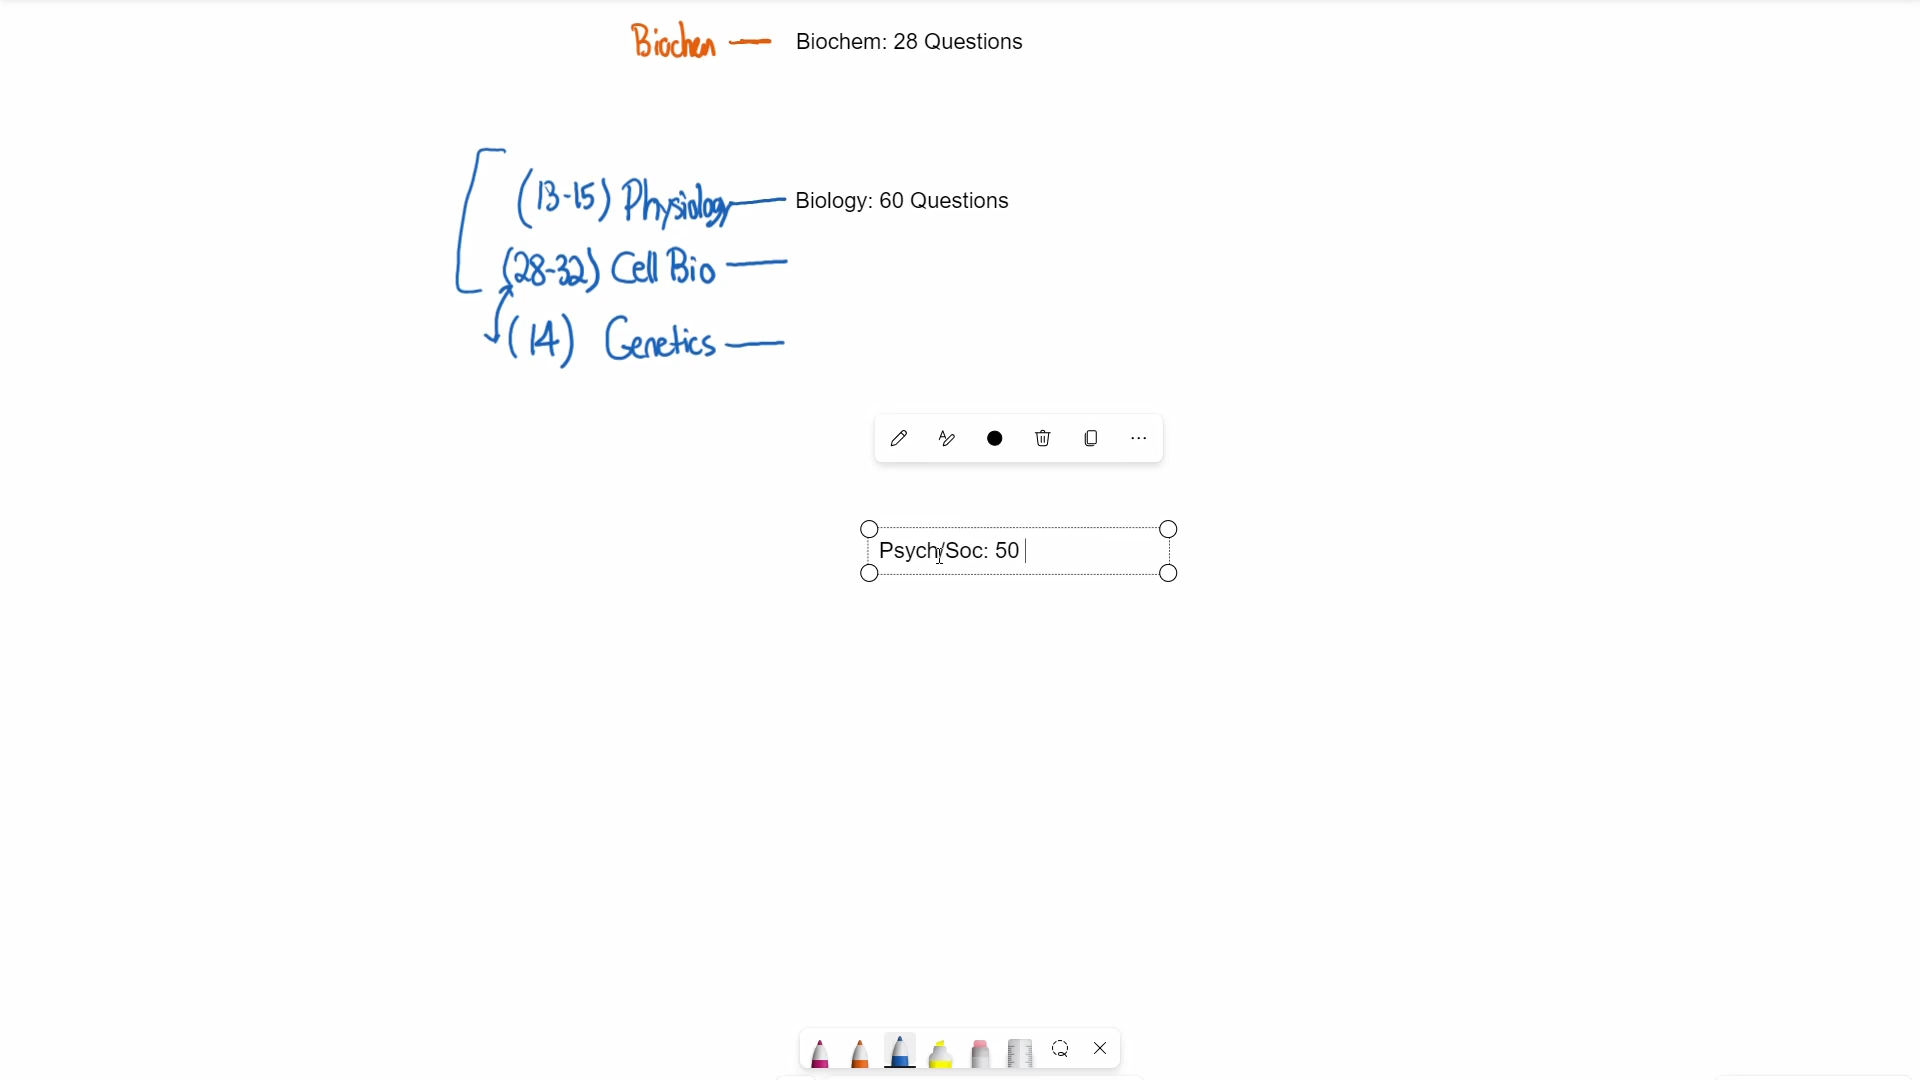 Biochem — Biochem: 28 Questions
(13-15) Physiology — Biology: 60 Questions
(28-32) Cell Bio —
(14) Genetics —
Psych/Soc: 50